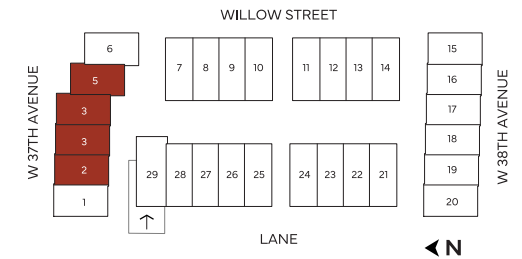 WILLOW STREET
W 37TH AVENUE
6
5
3
3
2
1
7 8 9 10
11 12 13 14
15
16
17
18
19
20
W 38TH AVENUE
29 28 27 26 25
24 23 22 21
LANE
N